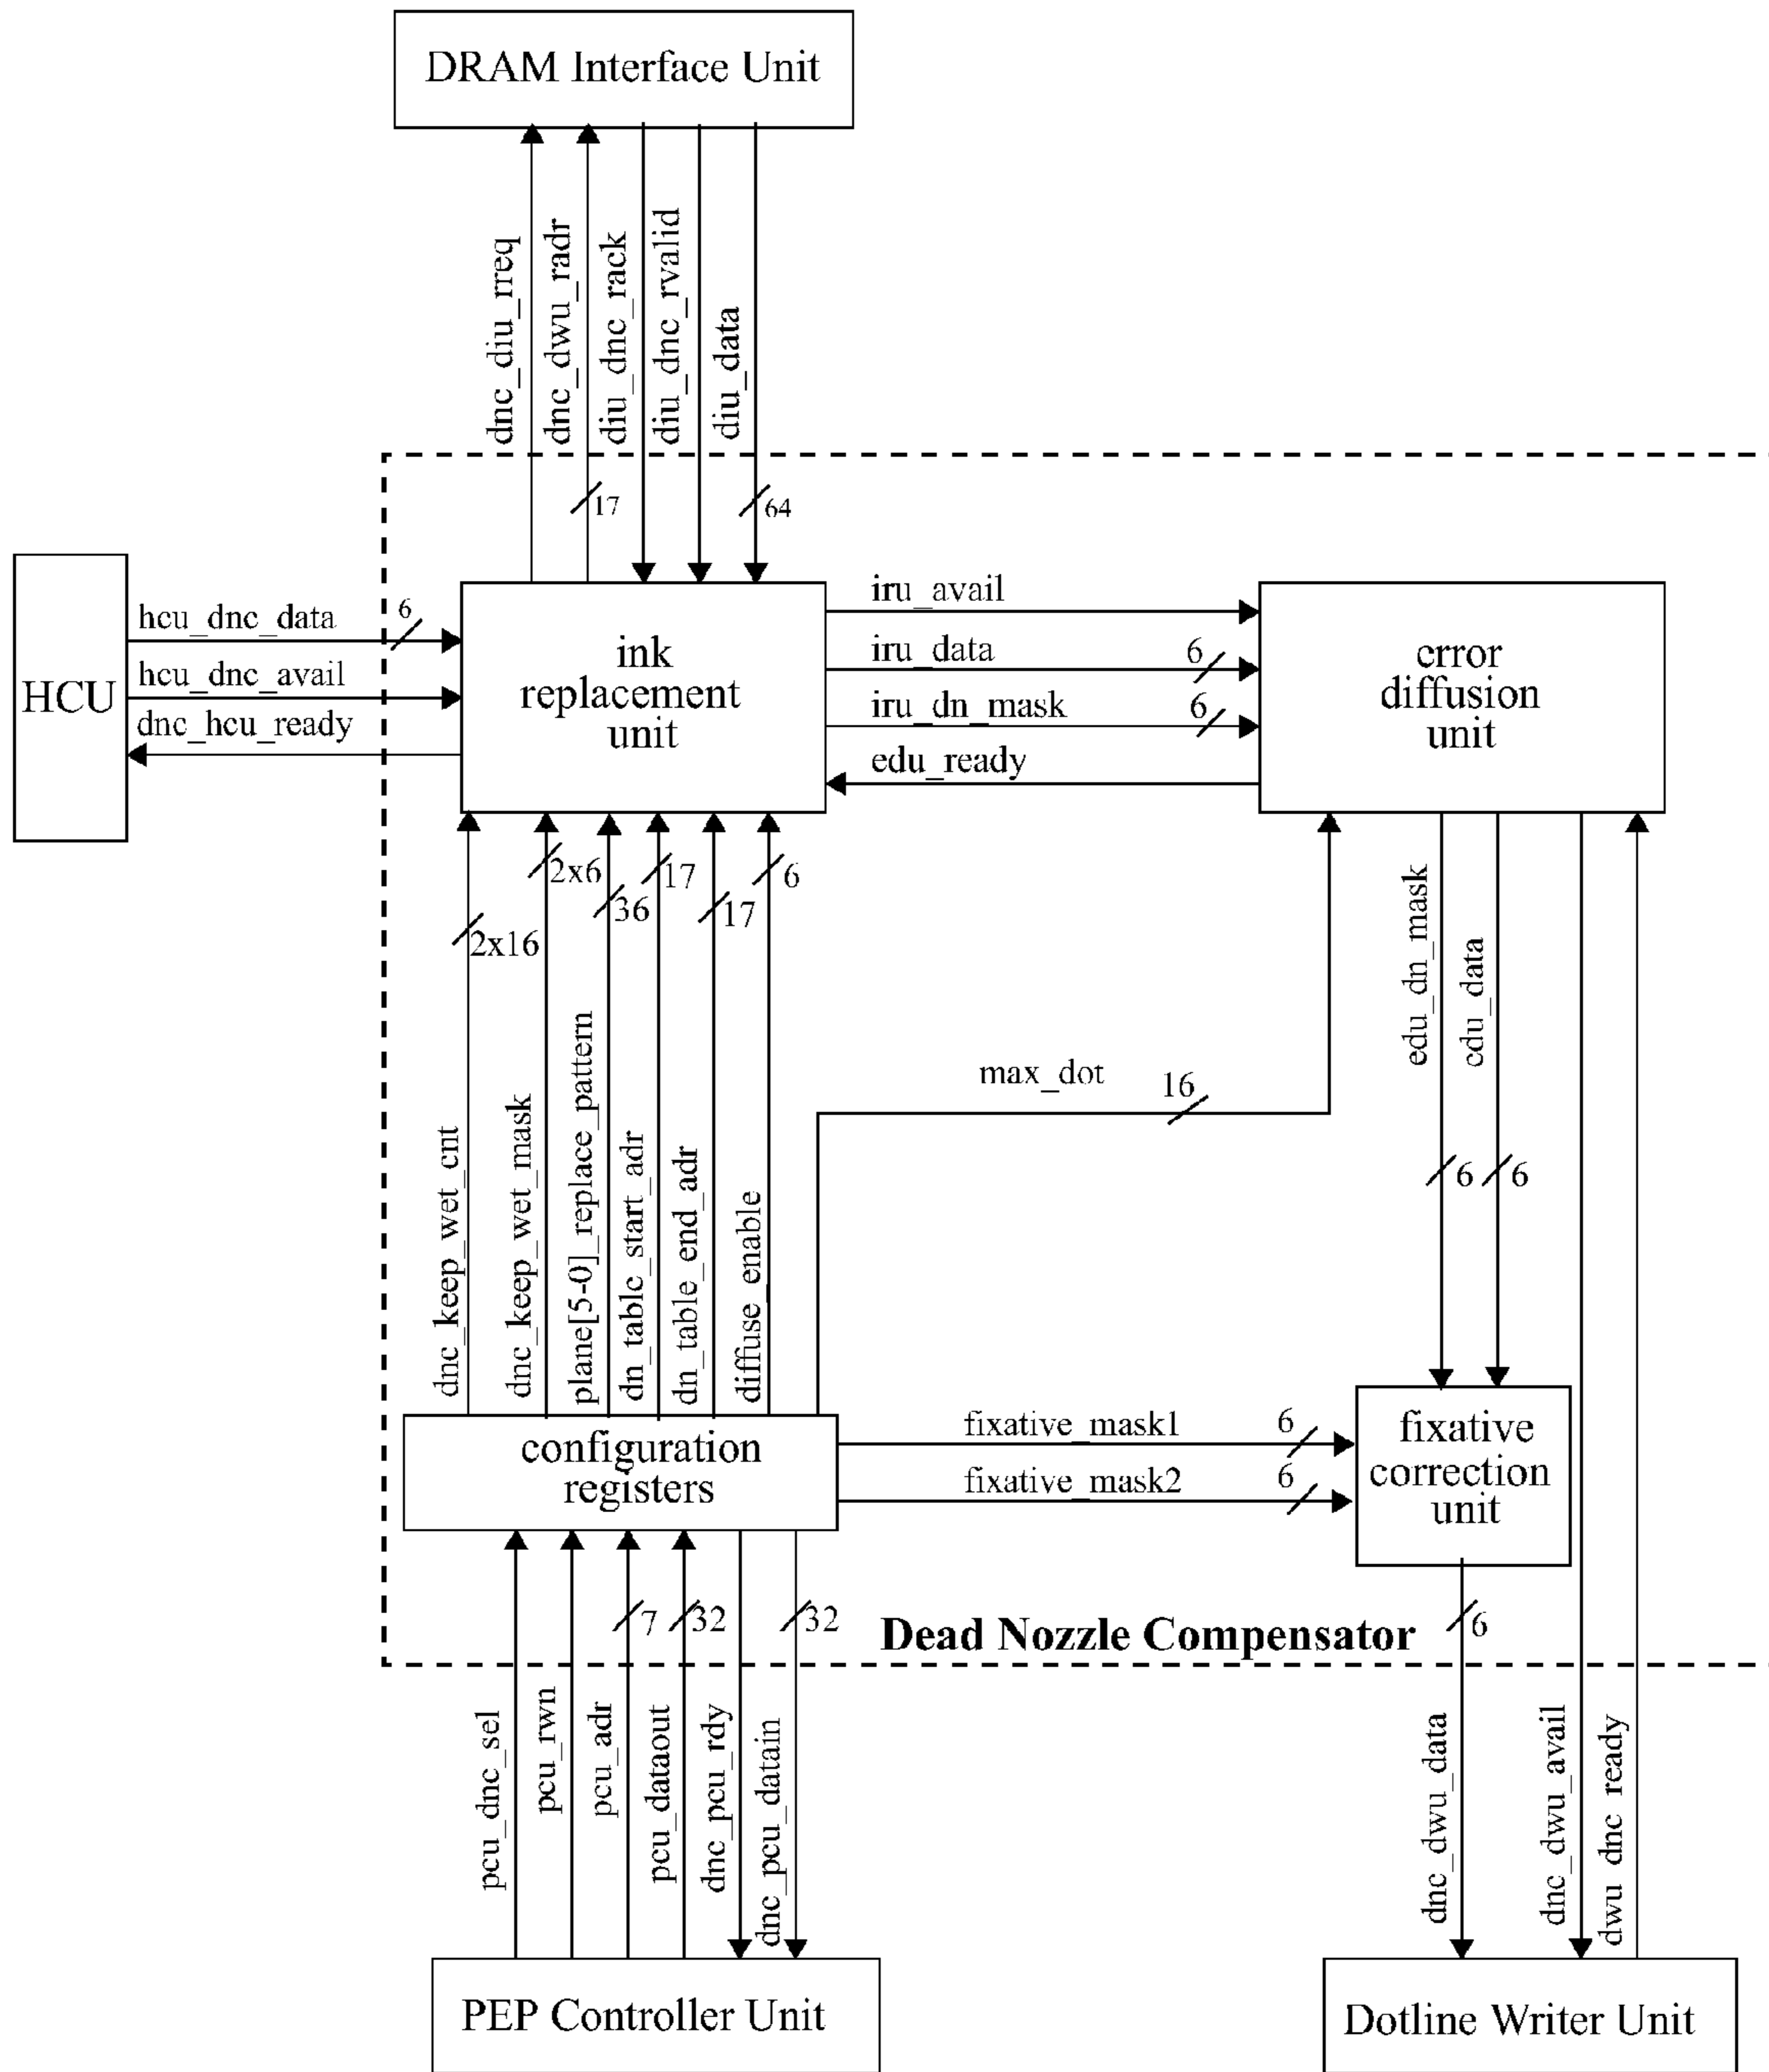 DRAM Interface Unit
dnc_diu_rreq
dnc_dwu_radr
diu_dnc_rack
diu_dnc_rvalid
diu_data
17
64
HCU
hcu_dnc_data
6
hcu_dnc_avail
dnc_hcu_ready
ink
replacement
unit
iru_avail
iru_data
6
iru_dn_mask
6
edu_ready
error
diffusion
unit
2x16
2x6
36
17
17
6
dnc_keep_wet_cnt
dnc_keep_wet_mask
plane[5-0]_replace_pattern
dn_table_start_adr
dn_table_end_adr
diffuse_enable
max_dot
16
edu_dn_mask
edu_data
6
6
configuration
registers
fixative_mask1
6
fixative_mask2
6
fixative
correction
unit
7
32
32
Dead Nozzle Compensator
6
pcu_dnc_sel
pcu_rwn
pcu_adr
pcu_dataout
dnc_pcu_rdy
dnc_pcu_datain
dnc_dwu_data
dnc_dwu_avail
dwu_dnc_ready
PEP Controller Unit
Dotline Writer Unit